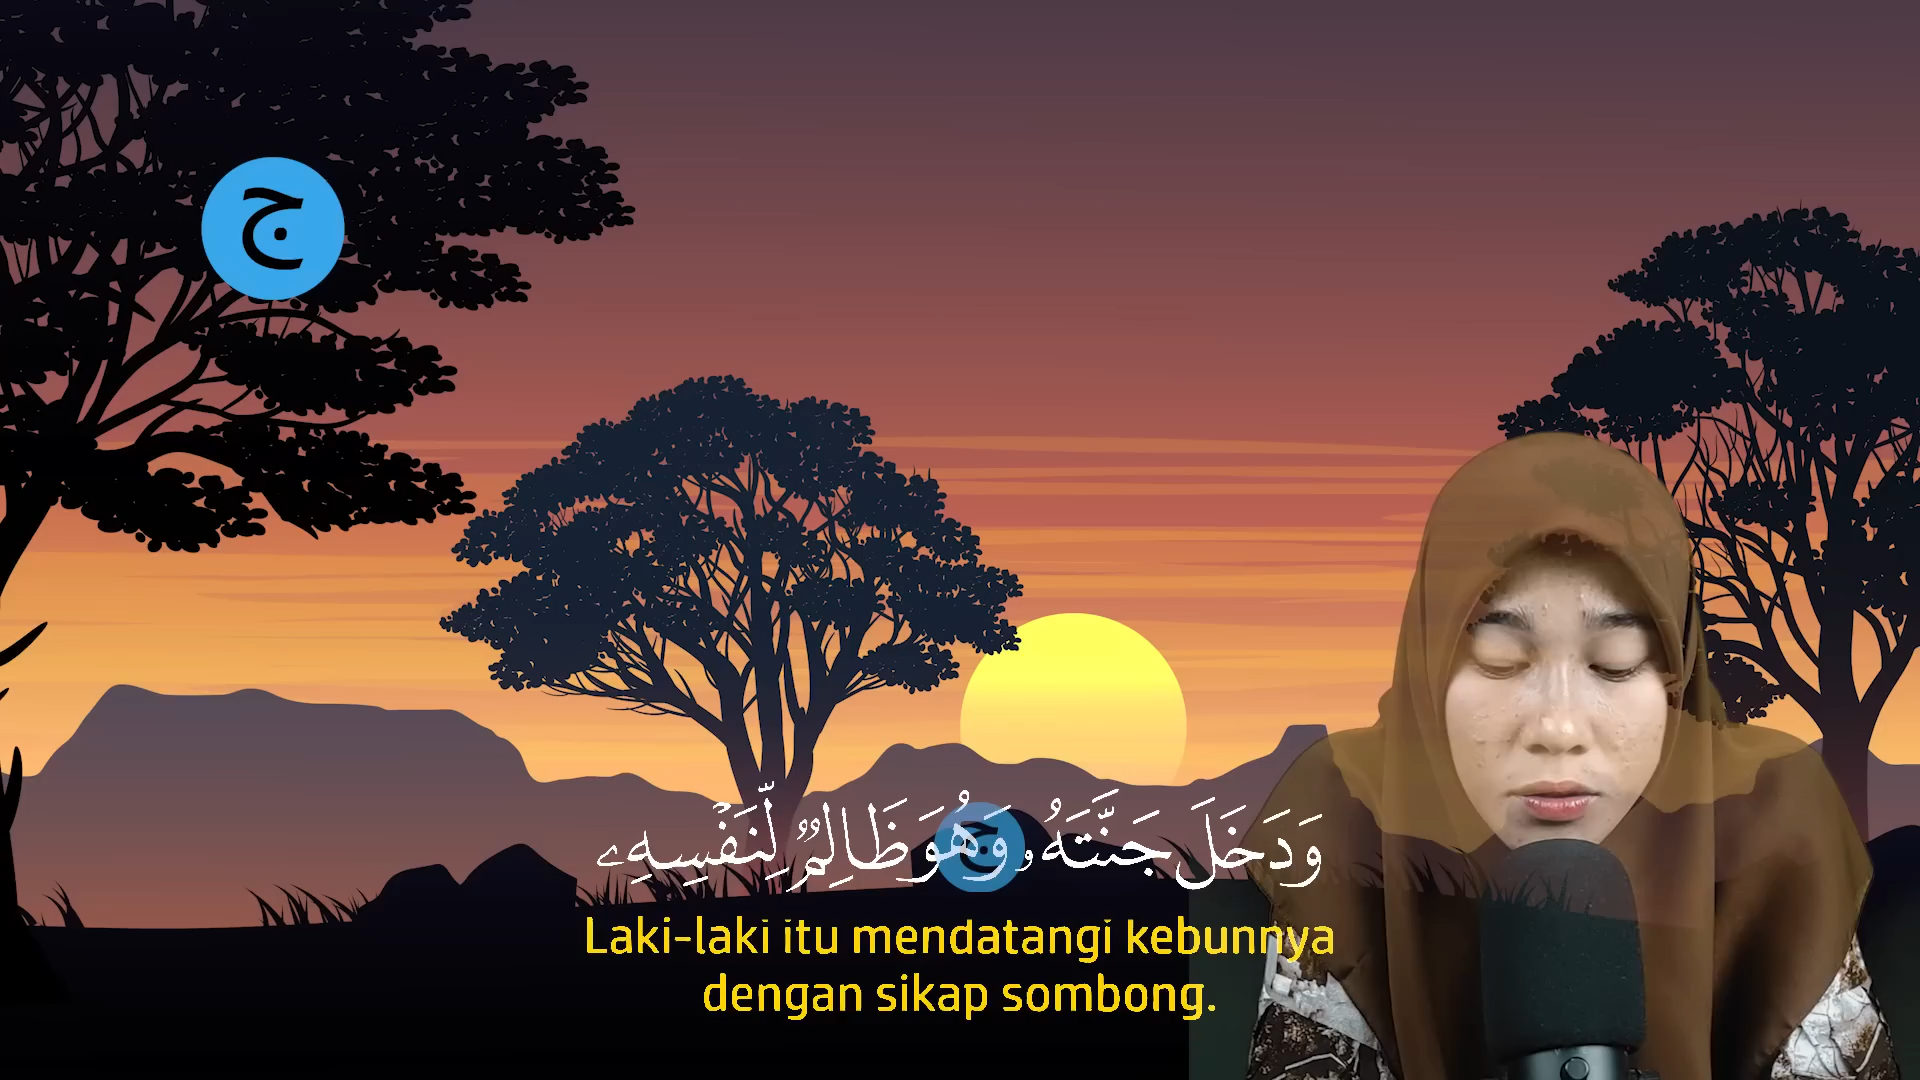 ج
وَدَخَلَ جَنَّتَهُۥ وَهُوَ ظَالِمٌ لِّنَفْسِهِۦ
Laki-laki itu mendatangi kebunnya
dengan sikap sombong.